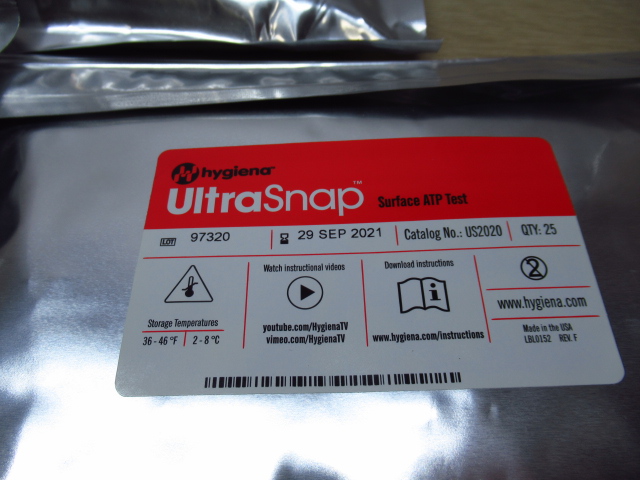 hygiena
UltraSnap™ Surface ATP Test
LOT 97320 29 SEP 2021 Catalog No.: US2020 QTY: 25
Watch instructional videos
Download instructions
2
www.hygiena.com
Storage Temperatures
youtube.com/HygienaTV
36 - 46 °F 2 - 8 °C
vimeo.com/HygienaTV
www.hygiena.com/instructions
Made in the USA
LBL0152 REV. F